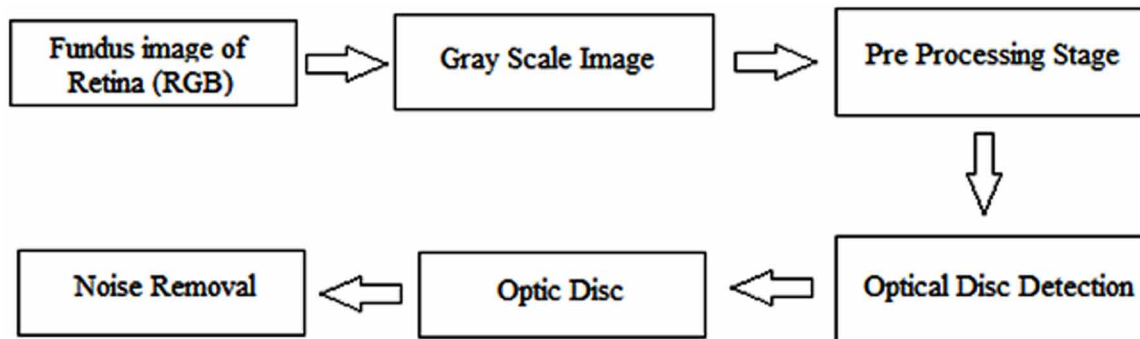 Fundus image of
Retina (RGB)
Gray Scale Image
Pre Processing Stage
Optical Disc Detection
Optic Disc
Noise Removal